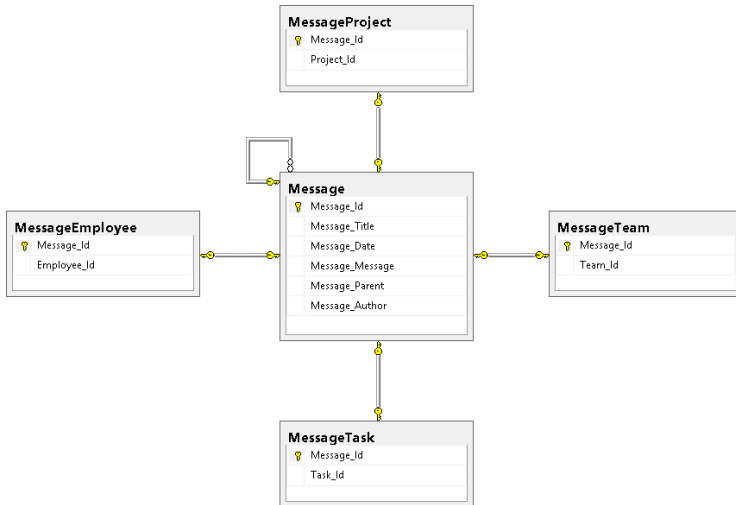 MessageProject
Message_Id
Project_Id
Message
Message_Id
Message_Title
Message_Date
Message_Message
Message_Parent
Message_Author
MessageEmployee
Message_Id
Employee_Id
MessageTeam
Message_Id
Team_Id
MessageTask
Message_Id
Task_Id